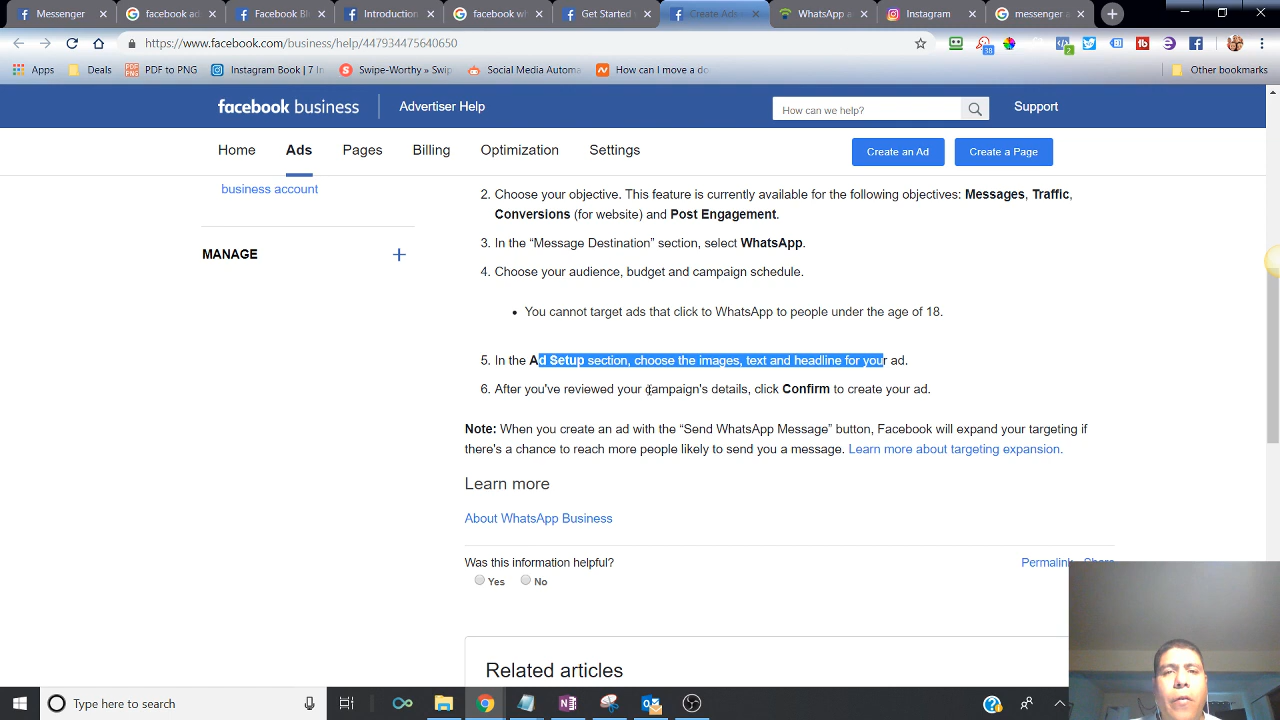 Messenger
facebook ad
Facebook Bl
Introduction
facebook w
Get Started
Create Ads
WhatsApp a
Instagram
messenger
https://www.facebook.com/business/help/447934475640650
38
2
Apps
Deals
PDF to PNG
Instagram Book | 7 In
Swipe-Worthy » Swip
Social Media Autom
How can I move a do
Other bookmarks
facebook business
Advertiser Help
How can we help?
Support
Home
Ads
Pages
Billing
Optimization
Settings
Create an Ad
Create a Page
business account
MANAGE
2. Choose your objective. This feature is currently available for the following objectives: Messages, Traffic,
Conversions (for website) and Post Engagement.
3. In the “Message Destination” section, select WhatsApp.
4. Choose your audience, budget and campaign schedule.
• You cannot target ads that click to WhatsApp to people under the age of 18.
5. In the Ad Setup section, choose the images, text and headline for your ad.
6. After you've reviewed your campaign's details, click Confirm to create your ad.
Note: When you create an ad with the “Send WhatsApp Message” button, Facebook will expand your targeting if
there's a chance to reach more people likely to send you a message. Learn more about targeting expansion.
Learn more
About WhatsApp Business
Was this information helpful?
Permalink
Share
Yes
No
Related articles
Type here to search